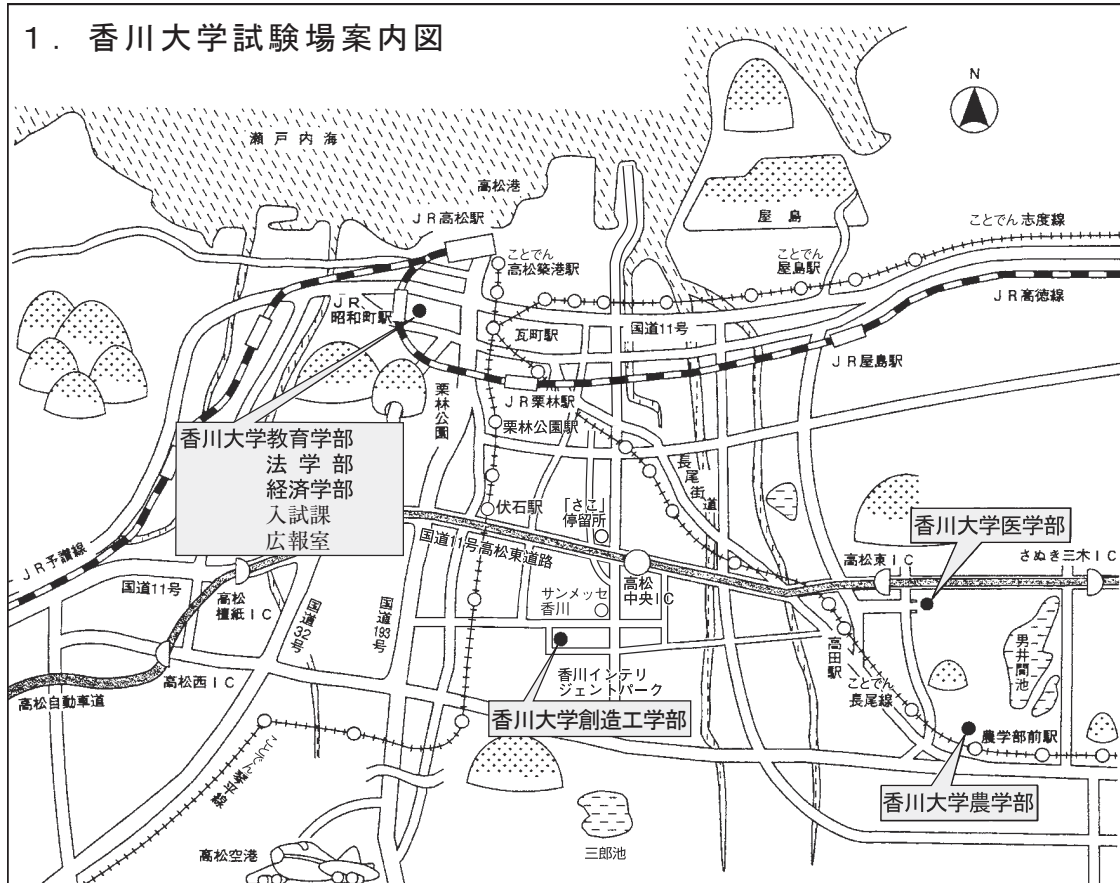 1. 香川大学試験場案内図
N
瀬戸内海
高松港
JR高松駅
屋島
ことでん志度線
ことでん
高松築港駅
ことでん
屋島駅
JR高徳線
JR
昭和町駅
瓦町駅
国道11号
JR屋島駅
栗林公園
JR栗林駅
栗林公園駅
香川大学教育学部
法学部
経済学部
入試課
広報室
長尾街道
伏石駅
「さこ」
停留所
香川大学医学部
国道11号高松東道路
高松東IC
さぬき三木IC
JR予讃線
国道11号
高松
檀紙IC
国道32号
国道193号
サンメッセ
香川
高松
中央IC
男井間池
高松西IC
高松自動車道
香川インテリ
ジェントパーク
高田駅
ことでん
長尾線
香川大学創造工学部
農学部前駅
ことでん琴平線
香川大学農学部
三郎池
高松空港